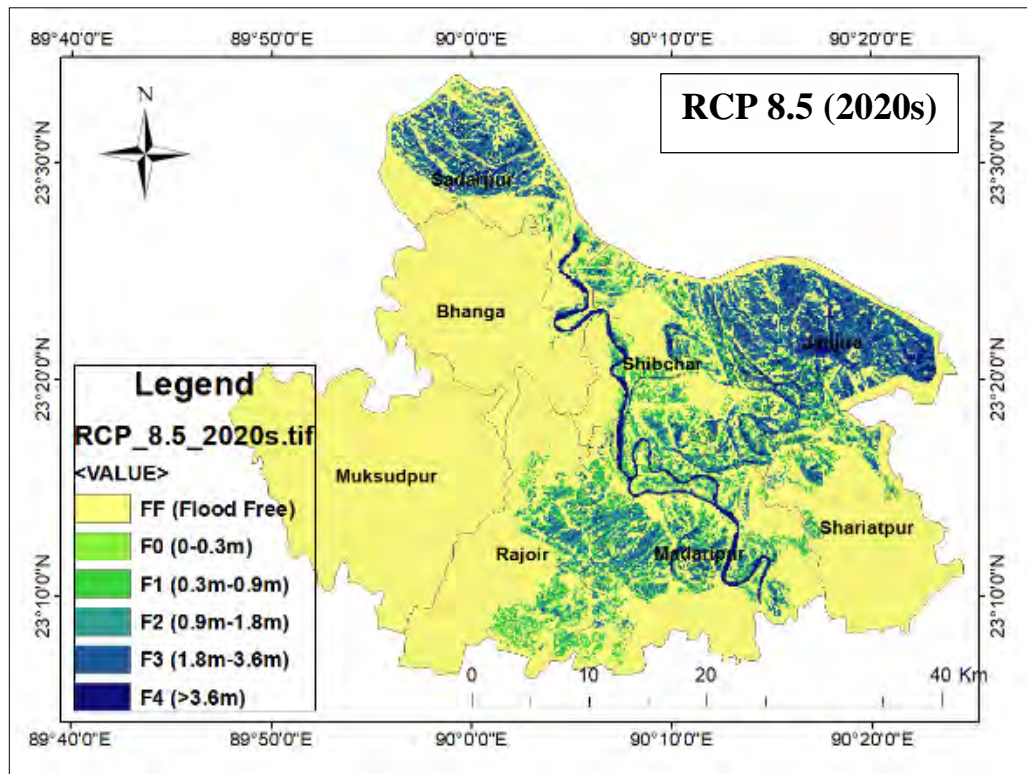 89°40'0"E 89°50'0"E 90°0'0"E 90°10'0"E 90°20'0"E
N
RCP 8.5 (2020s)
23°30'0"N 23°30'0"N
Sadarpur
Bhanga
Jajira
Shibchar
23°20'0"N 23°20'0"N
Legend
RCP_8.5_2020s.tif
<VALUE>
FF (Flood Free)
F0 (0-0.3m)
F1 (0.3m-0.9m)
F2 (0.9m-1.8m)
F3 (1.8m-3.6m)
F4 (>3.6m)
Muksudpur
Shariatpur
Rajoir
Madaripur
23°10'0"N 23°10'0"N
0 10 20 40 Km
89°40'0"E 89°50'0"E 90°0'0"E 90°10'0"E 90°20'0"E